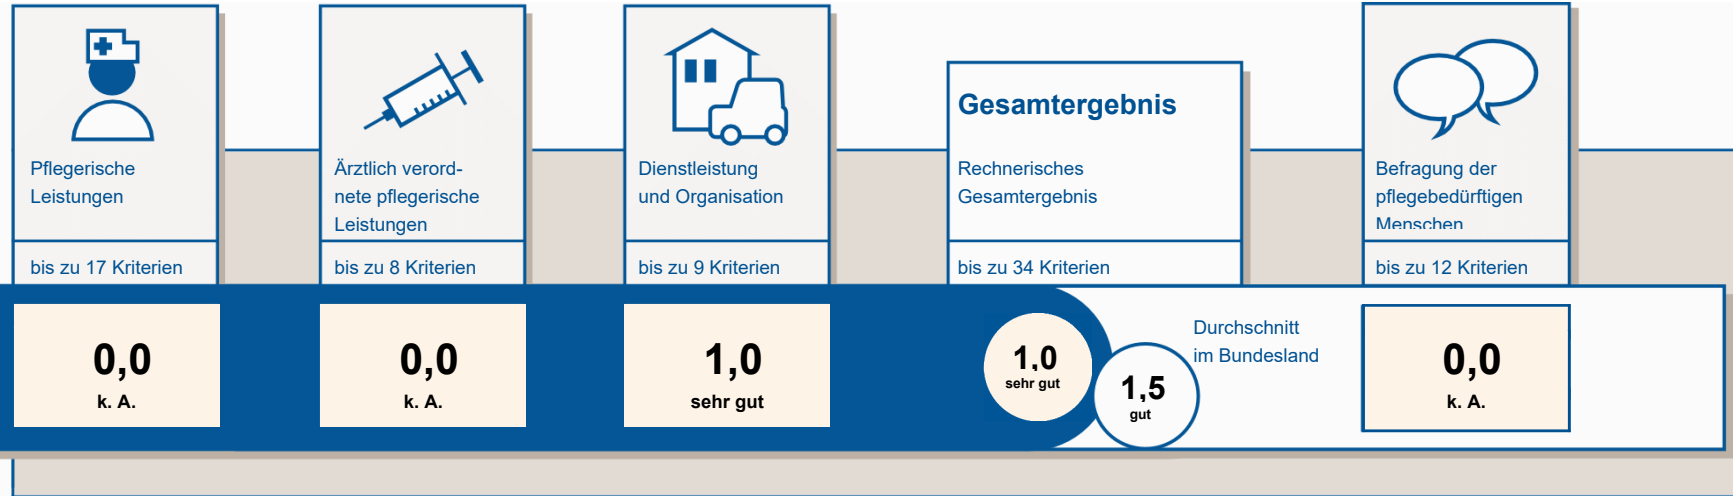 Pflegerische
Leistungen
bis zu 17 Kriterien
0,0
k. A.
Ärztlich verord-
nete pflegerische
Leistungen
bis zu 8 Kriterien
0,0
k. A.
Dienstleistung
und Organisation
bis zu 9 Kriterien
1,0
sehr gut
Gesamtergebnis
Rechnerisches
Gesamtergebnis
bis zu 34 Kriterien
1,0
sehr gut
1,5
gut
Durchschnitt
im Bundesland
Befragung der
pflegebedürftigen
Menschen
bis zu 12 Kriterien
0,0
k. A.